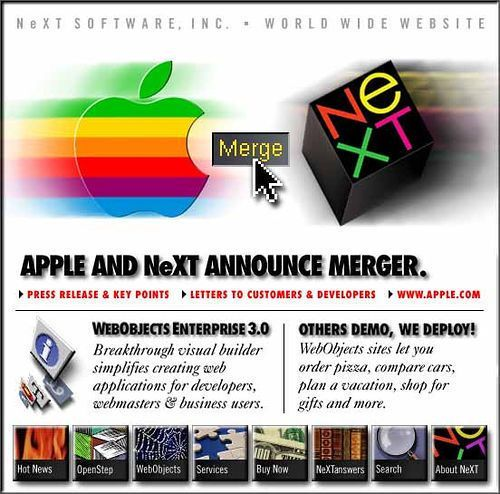 NeXT SOFTWARE, INC. ▪ WORLD WIDE WEBSITE
NeXT
Merge
APPLE AND NeXT ANNOUNCE MERGER.
PRESS RELEASE & KEY POINTS LETTERS TO CUSTOMERS & DEVELOPERS WWW.APPLE.COM
WEBOBJECTS ENTERPRISE 3.0
Breakthrough visual builder
simplifies creating web
applications for developers,
webmasters & business users.
OTHERS DEMO, WE DEPLOY!
WebObjects sites let you
order pizza, compare cars,
plan a vacation, shop for
gifts and more.
Hot News OpenStep WebObjects Services Buy Now NeXTanswers Search About NeXT